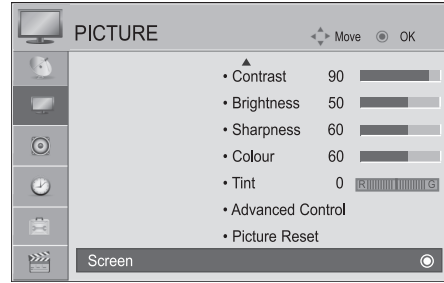 PICTURE
Move OK
• Contrast 90
• Brightness 50
• Sharpness 60
• Colour 60
• Tint 0 R G
• Advanced Control
• Picture Reset
Screen